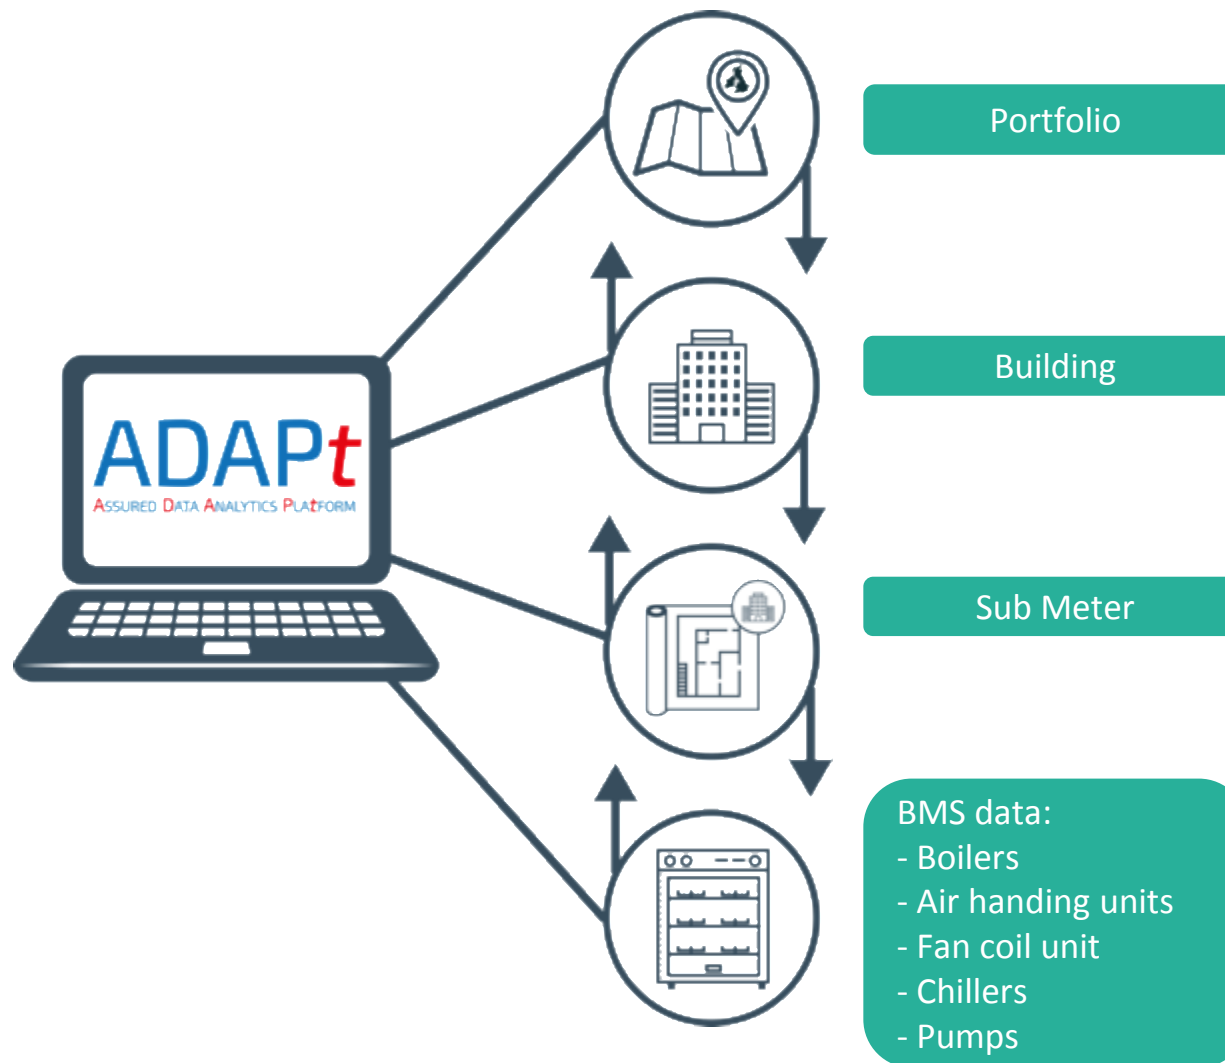 Portfolio
Building
ADAPt
ASSURED DATA ANALYTICS PLAtFORM
Sub Meter
BMS data:
- Boilers
- Air handing units
- Fan coil unit
- Chillers
- Pumps